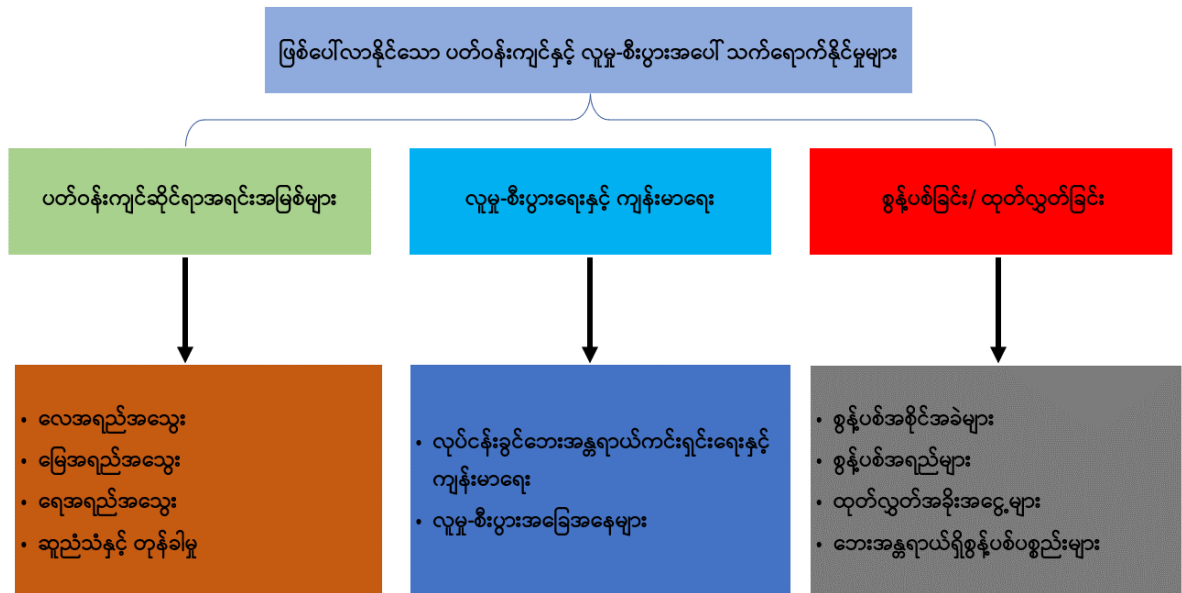 ဖြစ်ပေါ်လာနိုင်သော ပတ်ဝန်းကျင်နှင့် လူမှု-စီးပွားအပေါ် သက်ရောက်နိုင်မှုများ
ပတ်ဝန်းကျင်ဆိုင်ရာအရင်းအမြစ်များ
လူမှု-စီးပွားရေးနှင့် ကျန်းမာရေး
စွန့်ပစ်ခြင်း/ ထုတ်လွှတ်ခြင်း
• လေအရည်အသွေး
• မြေအရည်အသွေး
• ရေအရည်အသွေး
• ဆူညံသံနှင့် တုန်ခါမှု
• လုပ်ငန်းခွင်ဘေးအန္တရာယ်ကင်းရှင်းရေးနှင့်
ကျန်းမာရေး
• လူမှု-စီးပွားအခြေအနေများ
• စွန့်ပစ်အစိုင်အခဲများ
• စွန့်ပစ်အရည်များ
• ထုတ်လွှတ်အခိုးအငွေ့များ
• ဘေးအန္တရာယ်ရှိစွန့်ပစ်ပစ္စည်းများ